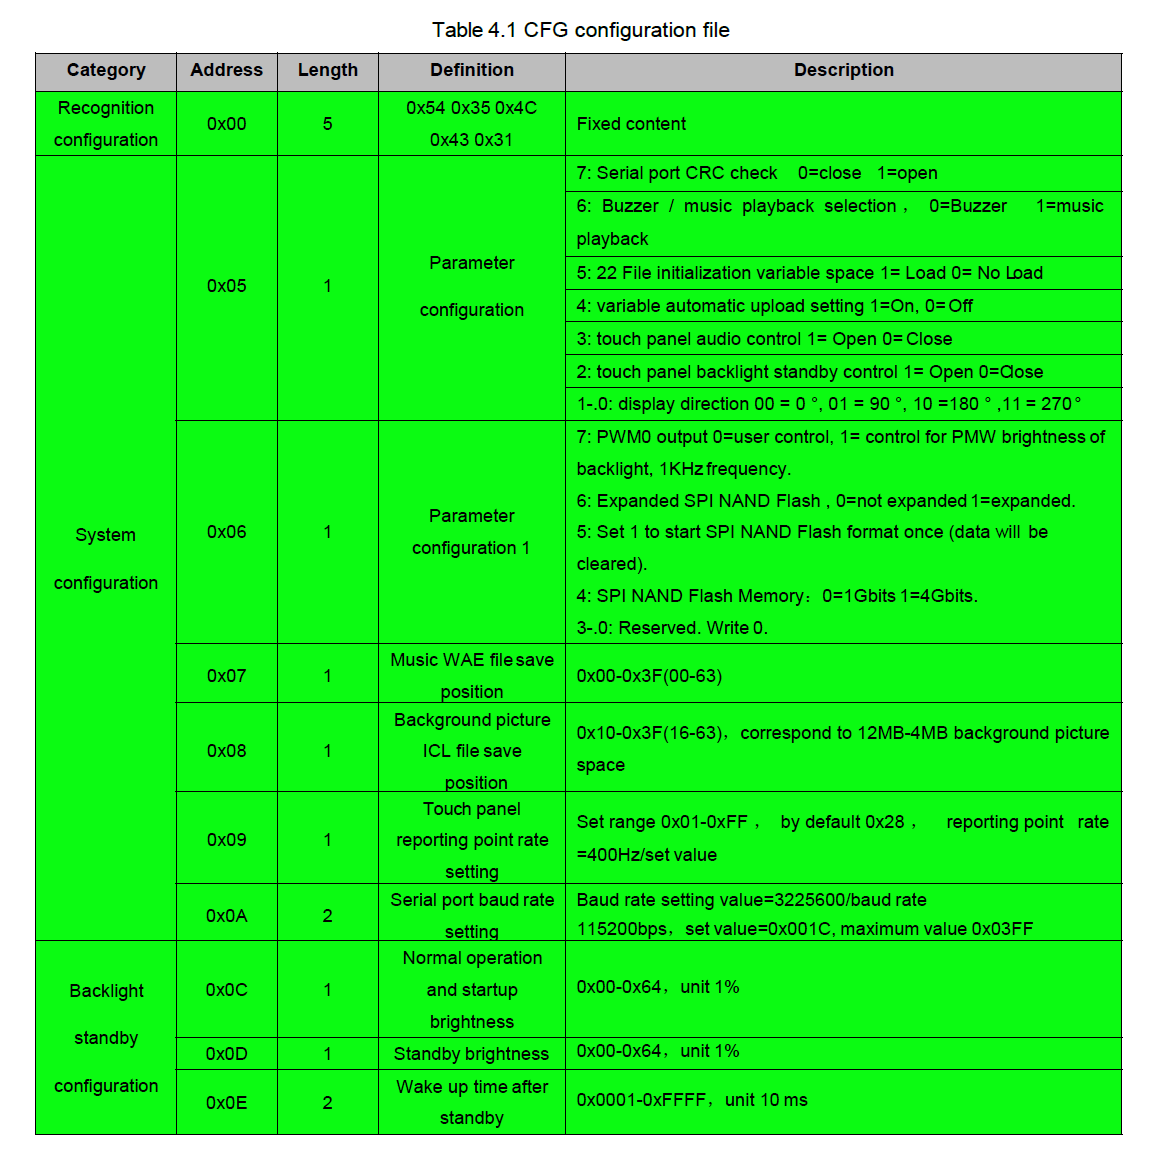 Table 4.1 CFG configuration file
Category Address Length Definition Description
Recognition
configuration
0x00
5
0x54 0x35 0x4C
0x43 0x31
Fixed content
System
configuration
0x05
1
Parameter
configuration
7: Serial port CRC check 0=close 1=open
6: Buzzer / music playback selection， 0=Buzzer 1=music
playback
5: 22 File initialization variable space 1= Load 0= No Load
4: variable automatic upload setting 1=On, 0= Off
3: touch panel audio control 1= Open 0= Close
2: touch panel backlight standby control 1= Open 0=Close
1-.0: display direction 00 = 0 °, 01 = 90 °, 10 =180 ° ,11 = 270°
0x06
1
Parameter
configuration 1
7: PWM0 output 0=user control, 1= control for PMW brightness of
backlight, 1KHz frequency.
6: Expanded SPI NAND Flash , 0=not expanded 1=expanded.
5: Set 1 to start SPI NAND Flash format once (data will be
cleared).
4: SPI NAND Flash Memory：0=1Gbits 1=4Gbits.
3-.0: Reserved. Write 0.
0x07
1
Music WAE file save
position
0x00-0x3F(00-63)
0x08
1
Background picture
ICL file save
position
0x10-0x3F(16-63)，correspond to 12MB-4MB background picture
space
0x09
1
Touch panel
reporting point rate
setting
Set range 0x01-0xFF， by default 0x28， reporting point rate
=400Hz/set value
0x0A
2
Serial port baud rate
setting
Baud rate setting value=3225600/baud rate
115200bps，set value=0x001C, maximum value 0x03FF
Backlight
standby
configuration
0x0C
1
Normal operation
and startup
brightness
0x00-0x64，unit 1%
0x0D
1
Standby brightness
0x00-0x64，unit 1%
0x0E
2
Wake up time after
standby
0x0001-0xFFFF，unit 10 ms